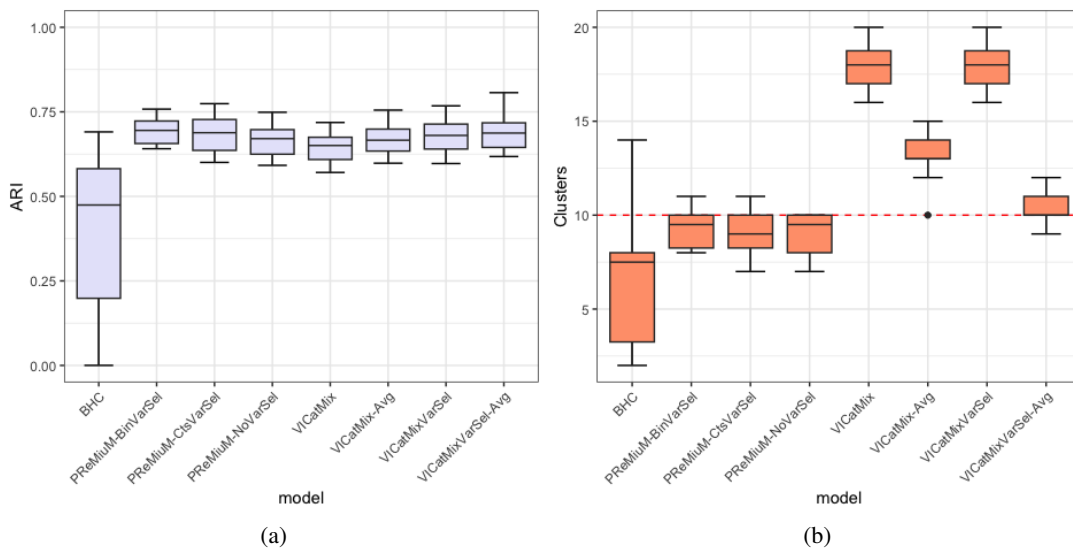 1.00
0.75
0.50
0.25
0.00
ARI
BHC
PReMiuM-BinVarSel
PReMiuM-CtsVarSel
PReMiuM-NoVarSel
VICatMix
VICatMix-Avg
VICatMixVarSel
VICatMixVarSel-Avg
model
(a)
20
15
10
5
Clusters
BHC
PReMiuM-BinVarSel
PReMiuM-CtsVarSel
PReMiuM-NoVarSel
VICatMix
VICatMix-Avg
VICatMixVarSel
VICatMixVarSel-Avg
model
(b)